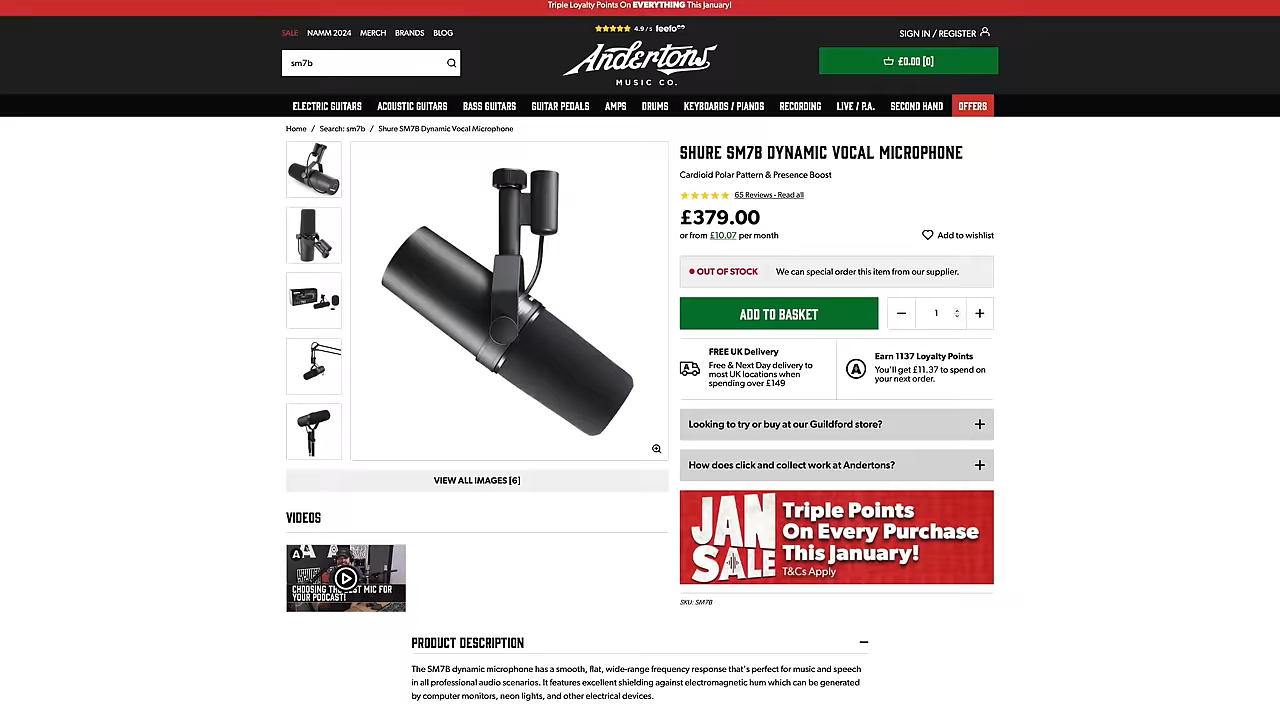 Triple Loyalty Points On EVERYTHING This January!
SALE NAMM 2024 MERCH BRANDS BLOG
4.9 / 5 feefo
SIGN IN / REGISTER
sm7b
Andertons
MUSIC CO.
£0.00 [0]
ELECTRIC GUITARS ACOUSTIC GUITARS BASS GUITARS GUITAR PEDALS AMPS DRUMS KEYBOARDS / PIANOS RECORDING LIVE / P.A. SECOND HAND OFFERS
Home / Search: sm7b / Shure SM7B Dynamic Vocal Microphone
SHURE SM7B DYNAMIC VOCAL MICROPHONE
Cardioid Polar Pattern & Presence Boost
65 Reviews - Read all
£379.00
or from £10.07 per month
Add to wishlist
OUT OF STOCK We can special order this item from our supplier.
ADD TO BASKET
1
FREE UK Delivery
Free & Next Day delivery to
most UK locations when
spending over £149
Earn 1137 Loyalty Points
You'll get £11.37 to spend on
your next order.
Looking to try or buy at our Guildford store?
How does click and collect work at Andertons?
JAN
SALE
Triple Points
On Every Purchase
This January!
T&Cs Apply
SKU: SM7B
VIEW ALL IMAGES [6]
VIDEOS
CHOOSING THE BEST MIC FOR
YOUR PODCAST!
PRODUCT DESCRIPTION
The SM7B dynamic microphone has a smooth, flat, wide-range frequency response that's perfect for music and speech
in all professional audio scenarios. It features excellent shielding against electromagnetic hum which can be generated
by computer monitors, neon lights, and other electrical devices.